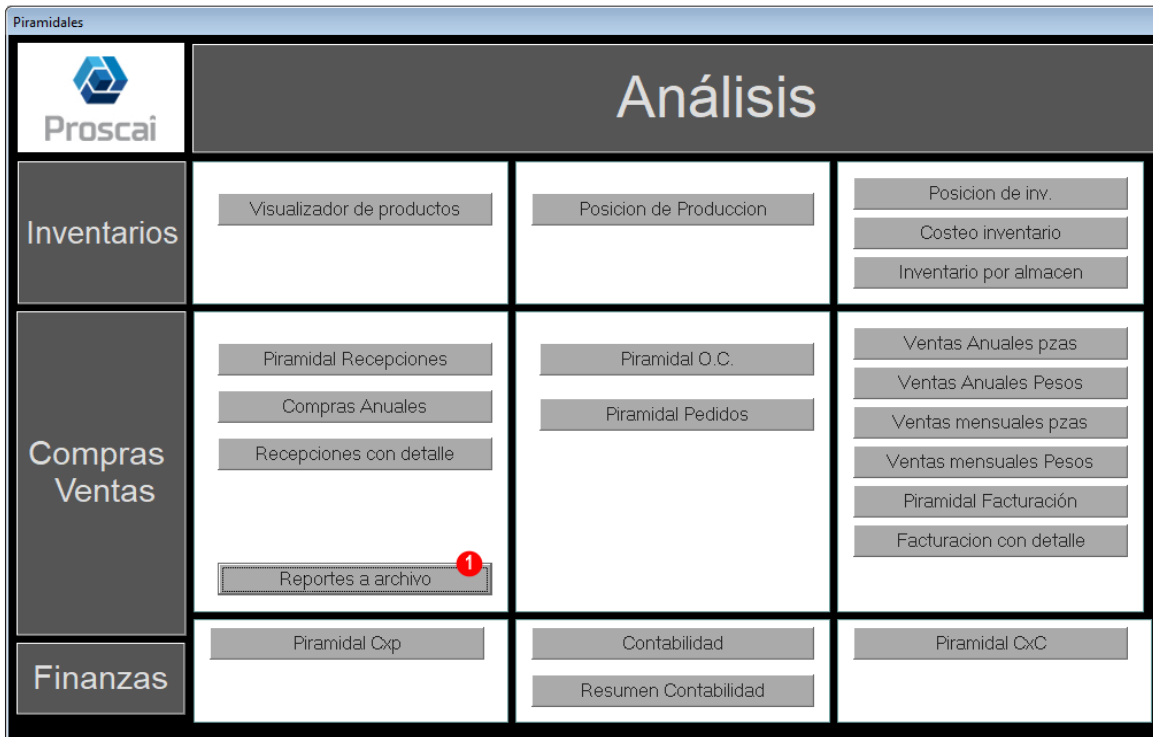 Piramidales
Proscai
Análisis
Inventarios
Visualizador de productos
Posicion de Produccion
Posicion de inv.
Costeo inventario
Inventario por almacen
Compras
Ventas
Piramidal Recepciones
Compras Anuales
Recepciones con detalle
1
Reportes a archivo
Piramidal O.C.
Piramidal Pedidos
Ventas Anuales pzas
Ventas Anuales Pesos
Ventas mensuales pzas
Ventas mensuales Pesos
Piramidal Facturación
Facturacion con detalle
Finanzas
Piramidal Cxp
Contabilidad
Resumen Contabilidad
Piramidal CxC